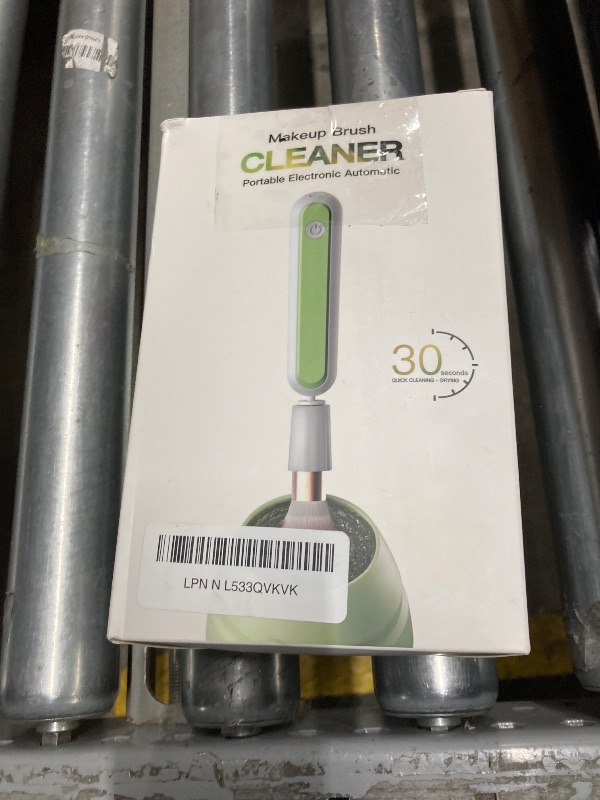 Makeup Brush
CLEANER
Portable Electronic Automatic
30
seconds
QUICK CLEANING – DRYING
LPN N L533QVKVK